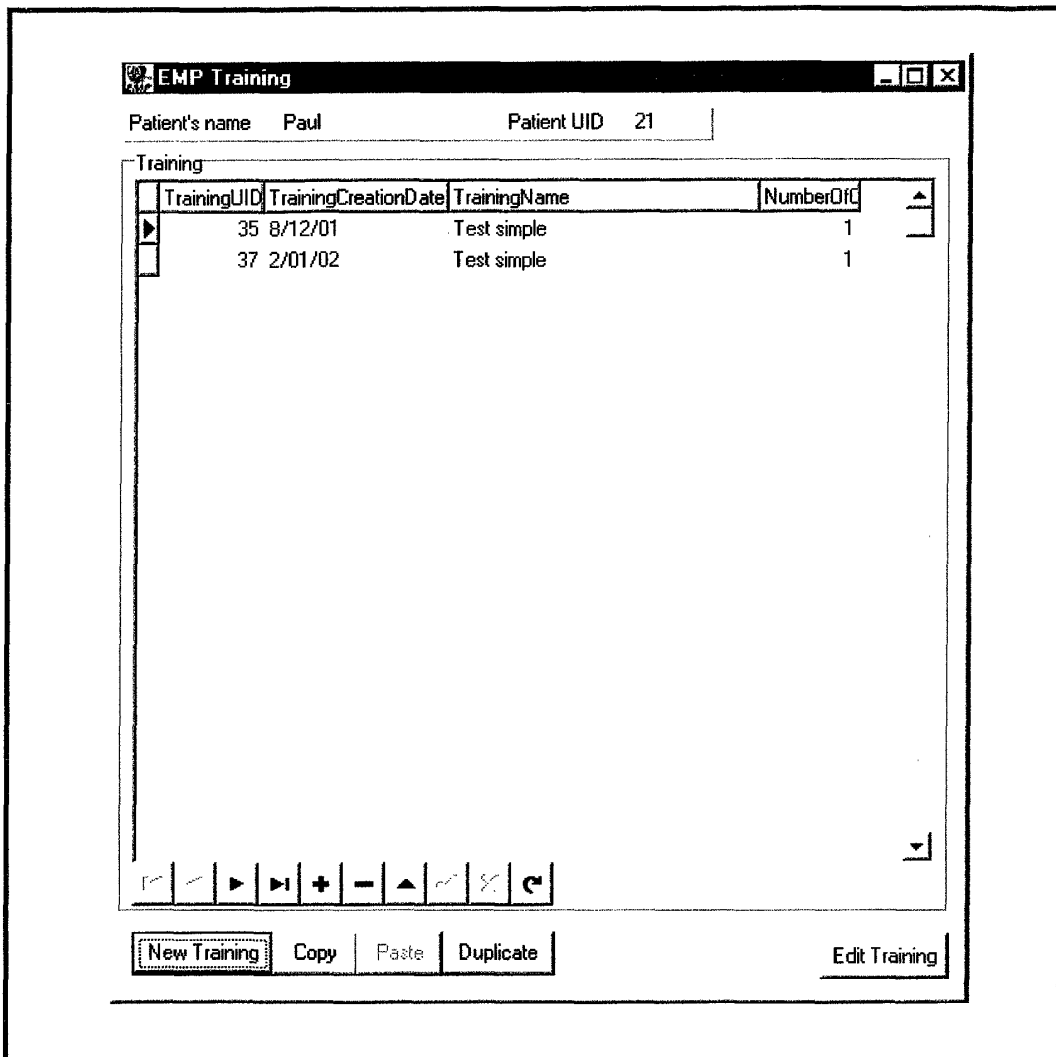 EMP Training
Patient's name Paul Patient UID 21
Training
TrainingUID TrainingCreationDate TrainingName NumberOfC
35 8/12/01 Test simple 1
37 2/01/02 Test simple 1
New Training Copy Paste Duplicate Edit Training